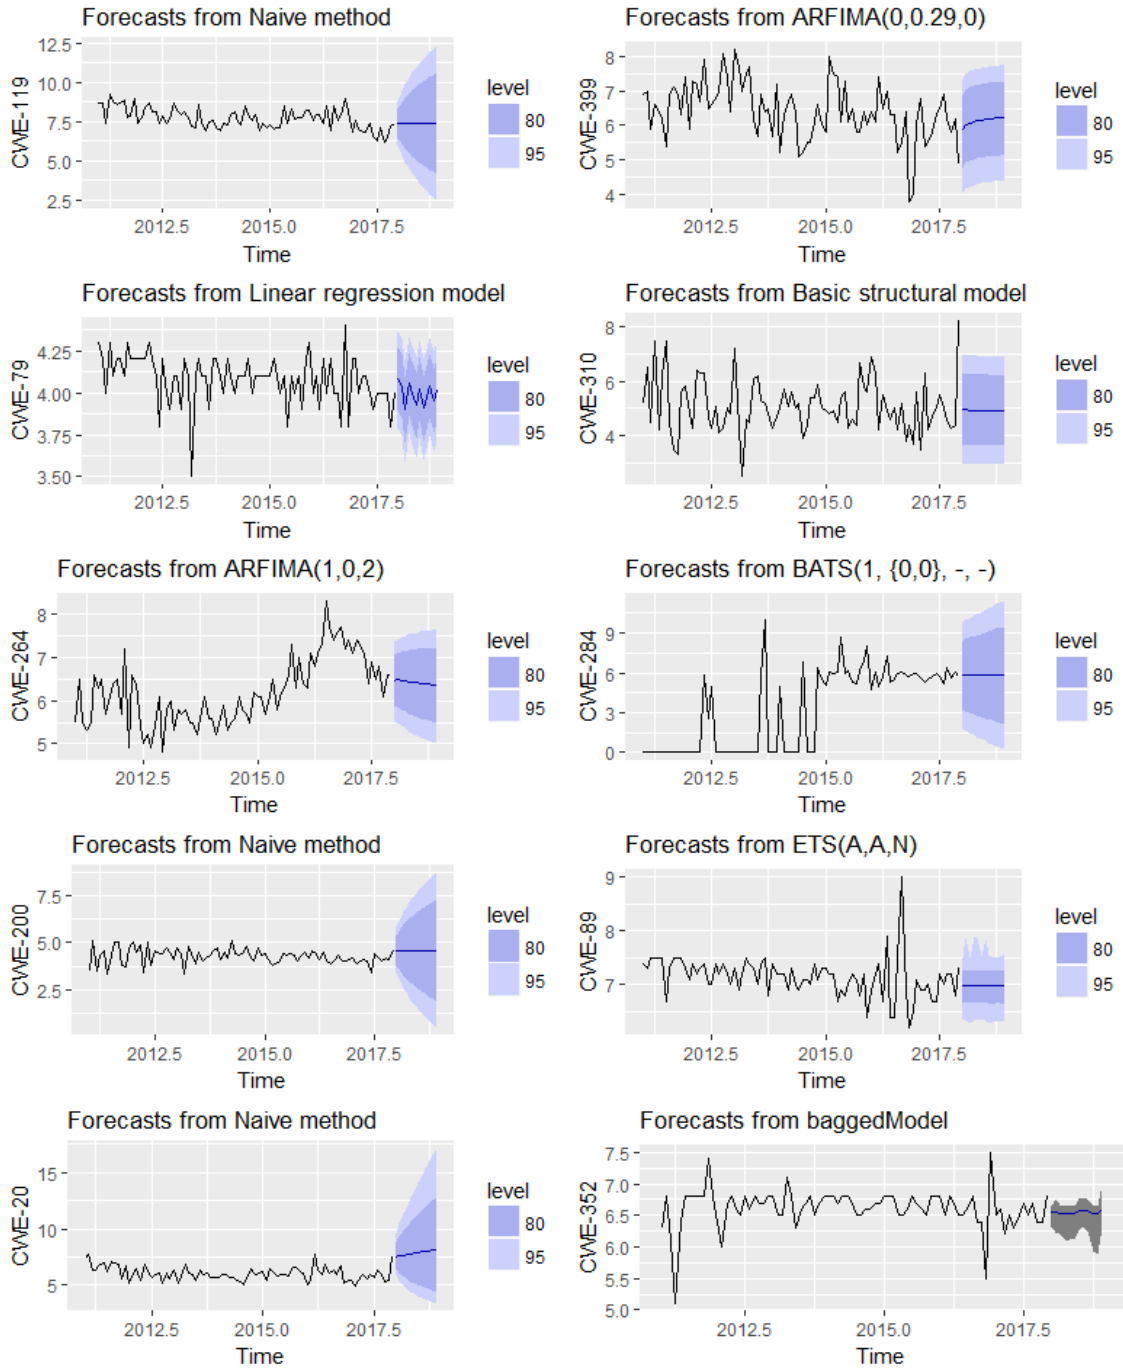 Forecasts from Naive method
12.5
10.0
7.5
5.0
2.5
CWE-119
2012.5 2015.0 2017.5
Time
level
80
95
Forecasts from ARFIMA(0,0.29,0)
8
7
6
5
4
CWE-399
2012.5 2015.0 2017.5
Time
level
80
95
Forecasts from Linear regression model
4.25
4.00
3.75
3.50
CWE-79
2012.5 2015.0 2017.5
Time
level
80
95
Forecasts from Basic structural model
8
6
4
CWE-310
2012.5 2015.0 2017.5
Time
level
80
95
Forecasts from ARFIMA(1,0,2)
8
7
6
5
CWE-264
2012.5 2015.0 2017.5
Time
level
80
95
Forecasts from BATS(1, {0,0}, -, -)
9
6
3
0
CWE-284
2012.5 2015.0 2017.5
Time
level
80
95
Forecasts from Naive method
7.5
5.0
2.5
CWE-200
2012.5 2015.0 2017.5
Time
level
80
95
Forecasts from ETS(A,A,N)
9
8
7
CWE-89
2012.5 2015.0 2017.5
Time
level
80
95
Forecasts from Naive method
15
10
5
CWE-20
2012.5 2015.0 2017.5
Time
level
80
95
Forecasts from baggedModel
7.5
7.0
6.5
6.0
5.5
5.0
CWE-352
2012.5 2015.0 2017.5
Time